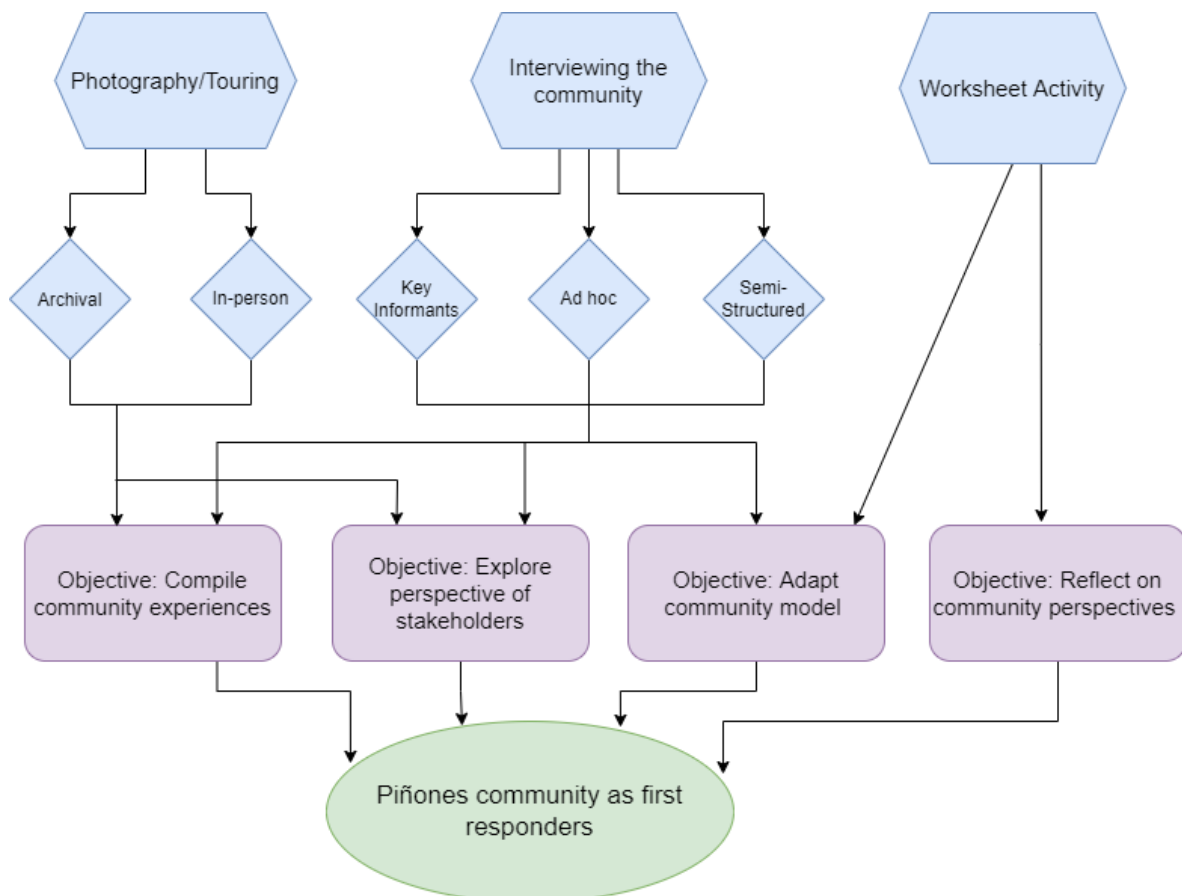 Photography/Touring
Interviewing the
community
Worksheet Activity
Archival
In-person
Key
Informants
Ad hoc
Semi-
Structured
Objective: Compile
community experiences
Objective: Explore
perspective of
stakeholders
Objective: Adapt
community model
Objective: Reflect on
community perspectives
Piñones community as first
responders